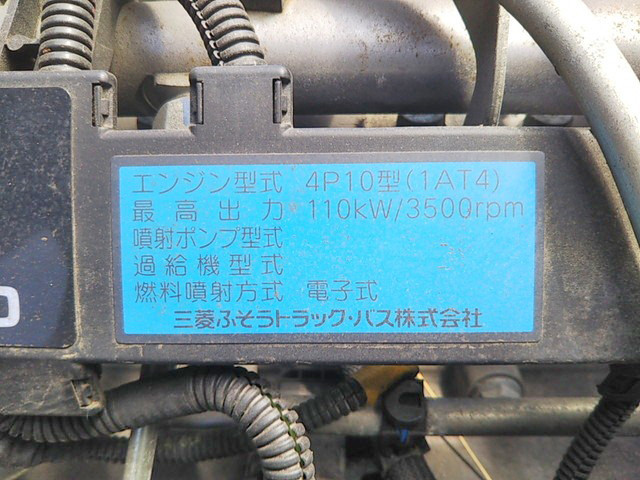 エンジン型式 4P10型(1AT4)
最高出力 110kW/3500rpm
噴射ポンプ型式
過給機型式
燃料噴射方式 電子式
三菱ふそうトラック・バス株式会社